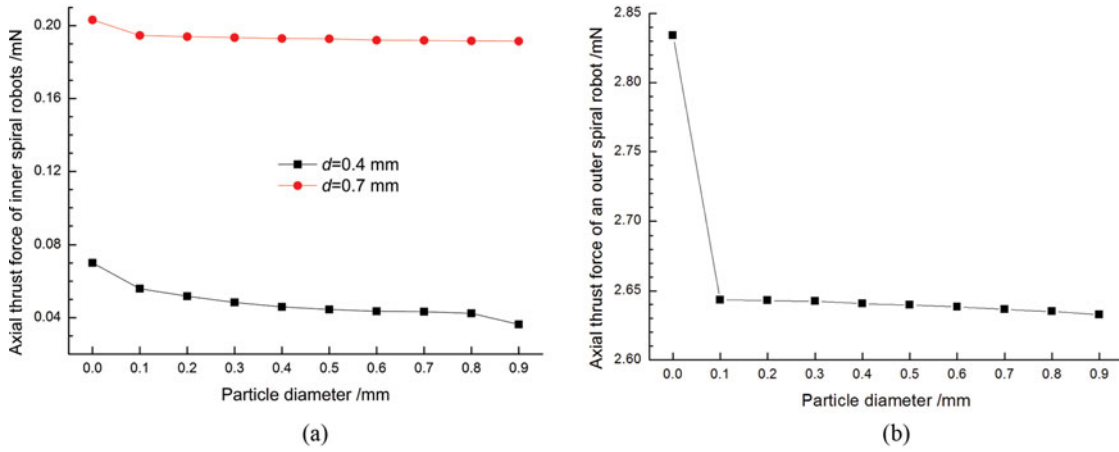 Axial thrust force of inner spiral robots /mN
0.20
0.16
0.12
0.08
0.04
d=0.4 mm
d=0.7 mm
0.0 0.1 0.2 0.3 0.4 0.5 0.6 0.7 0.8 0.9
Particle diameter /mm
(a)
Axial thrust force of an outer spiral robot /mN
2.85
2.80
2.75
2.70
2.65
2.60
0.0 0.1 0.2 0.3 0.4 0.5 0.6 0.7 0.8 0.9
Particle diameter /mm
(b)